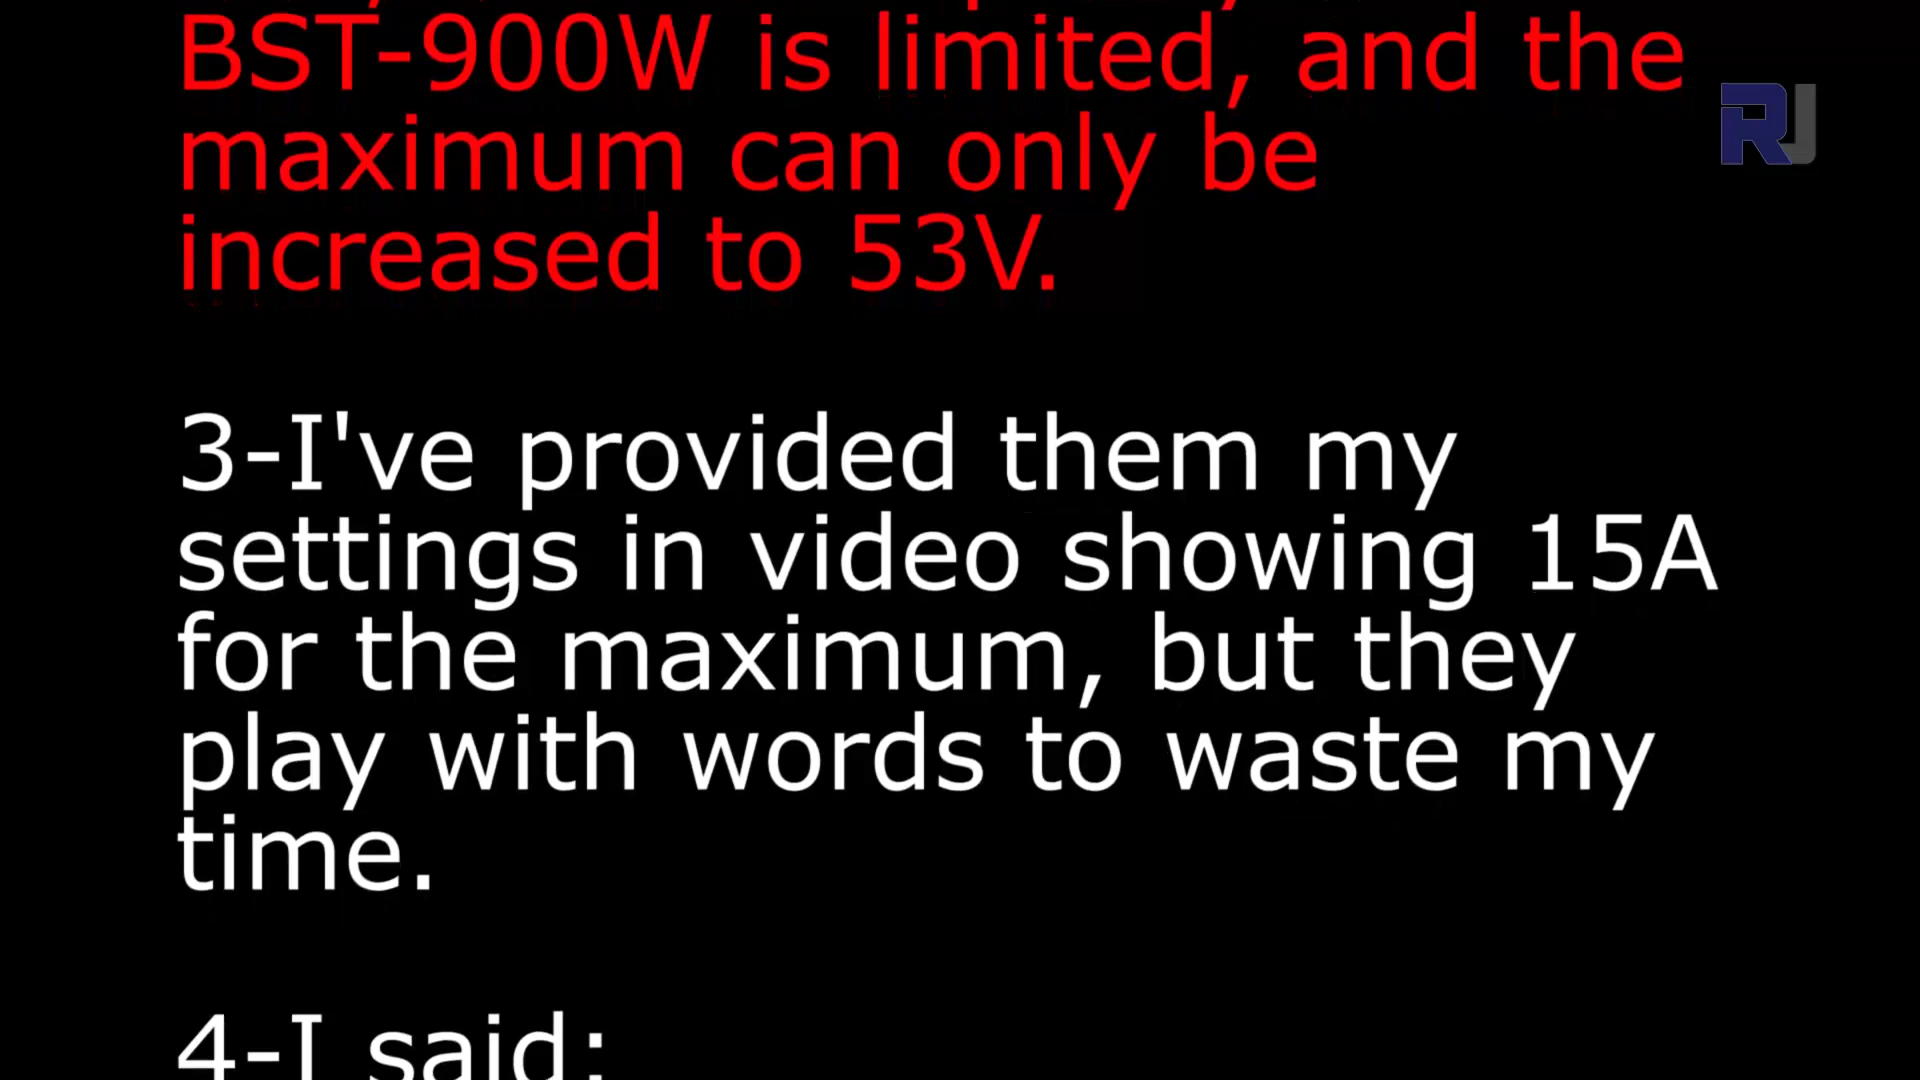 BST-900W is limited, and the
maximum can only be
increased to 53V.
3-I've provided them my
settings in video showing 15A
for the maximum, but they
play with words to waste my
time.
4-I said:
RJ